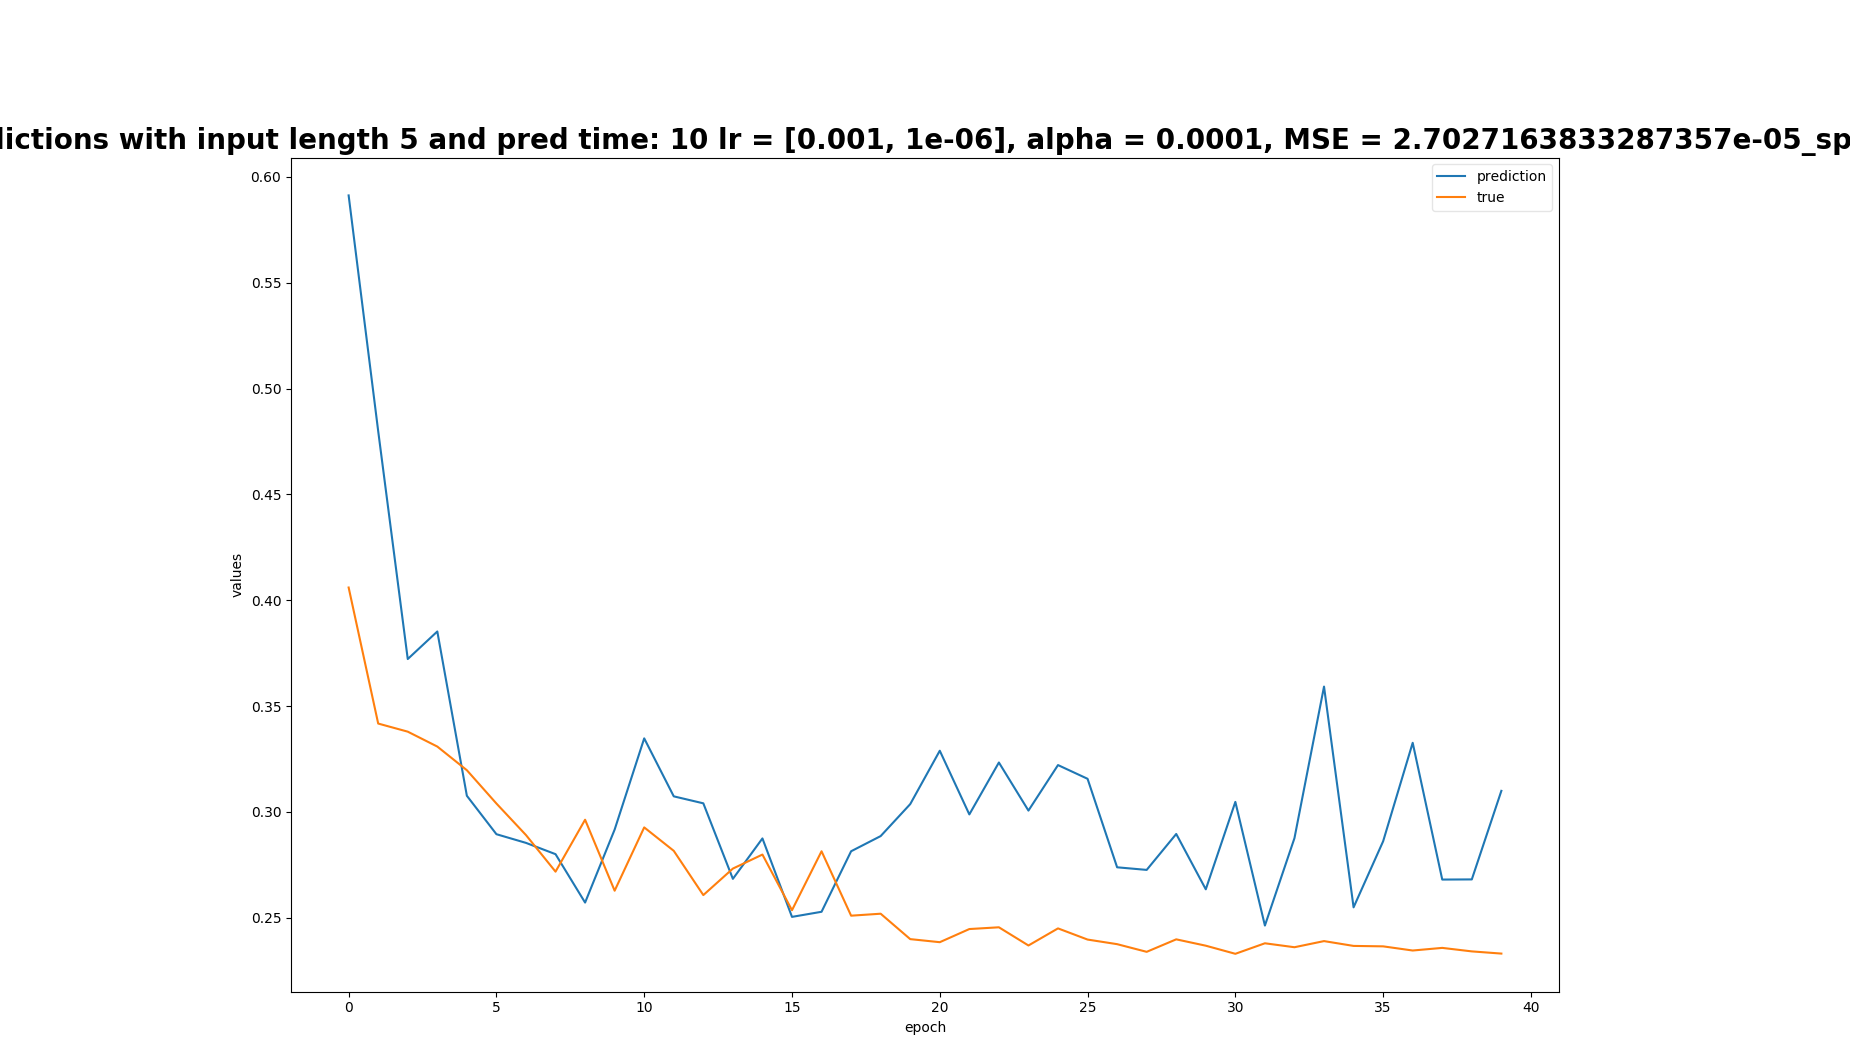 dictions with input length 5 and pred time: 10 lr = [0.001, 1e-06], alpha = 0.0001, MSE = 2.7027163833287357e-05_sp
prediction
true
0.60
0.55
0.50
0.45
0.40
0.35
0.30
0.25
values
0 5 10 15 20 25 30 35 40
epoch